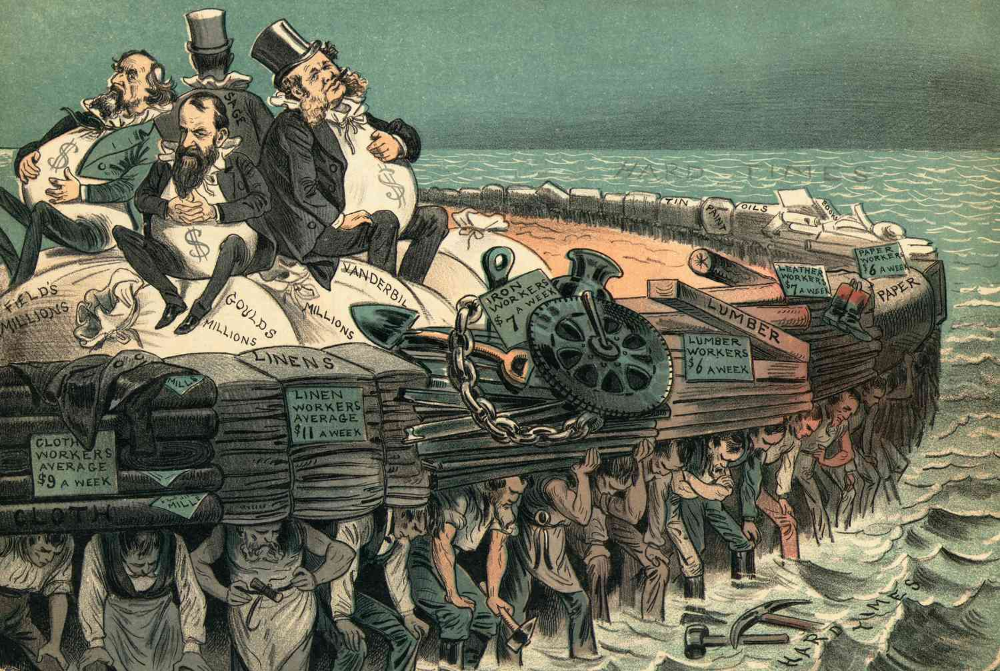 SAGE
$
$
$
HARD TIMES
TIN
PAINT
OILS
BOOKS
PAPER
WORKERS
$6 A WEEK
LEATHER
WORKERS
$7 A WEEK
PAPER
FIELD'S
MILLIONS
GOULDS
MILLIONS
VANDERBIL
MILLIONS
IRON
WORKERS
$7 A WEEK
LUMBER
LUMBER
WORKERS
$6 A WEEK
LINENS
LINEN
WORKERS
AVERAGE
$11 A WEEK
MILLS
CLOTH
WORKERS
AVERAGE
$9 A WEEK
MILLS
CLOTH
HARD TIMES